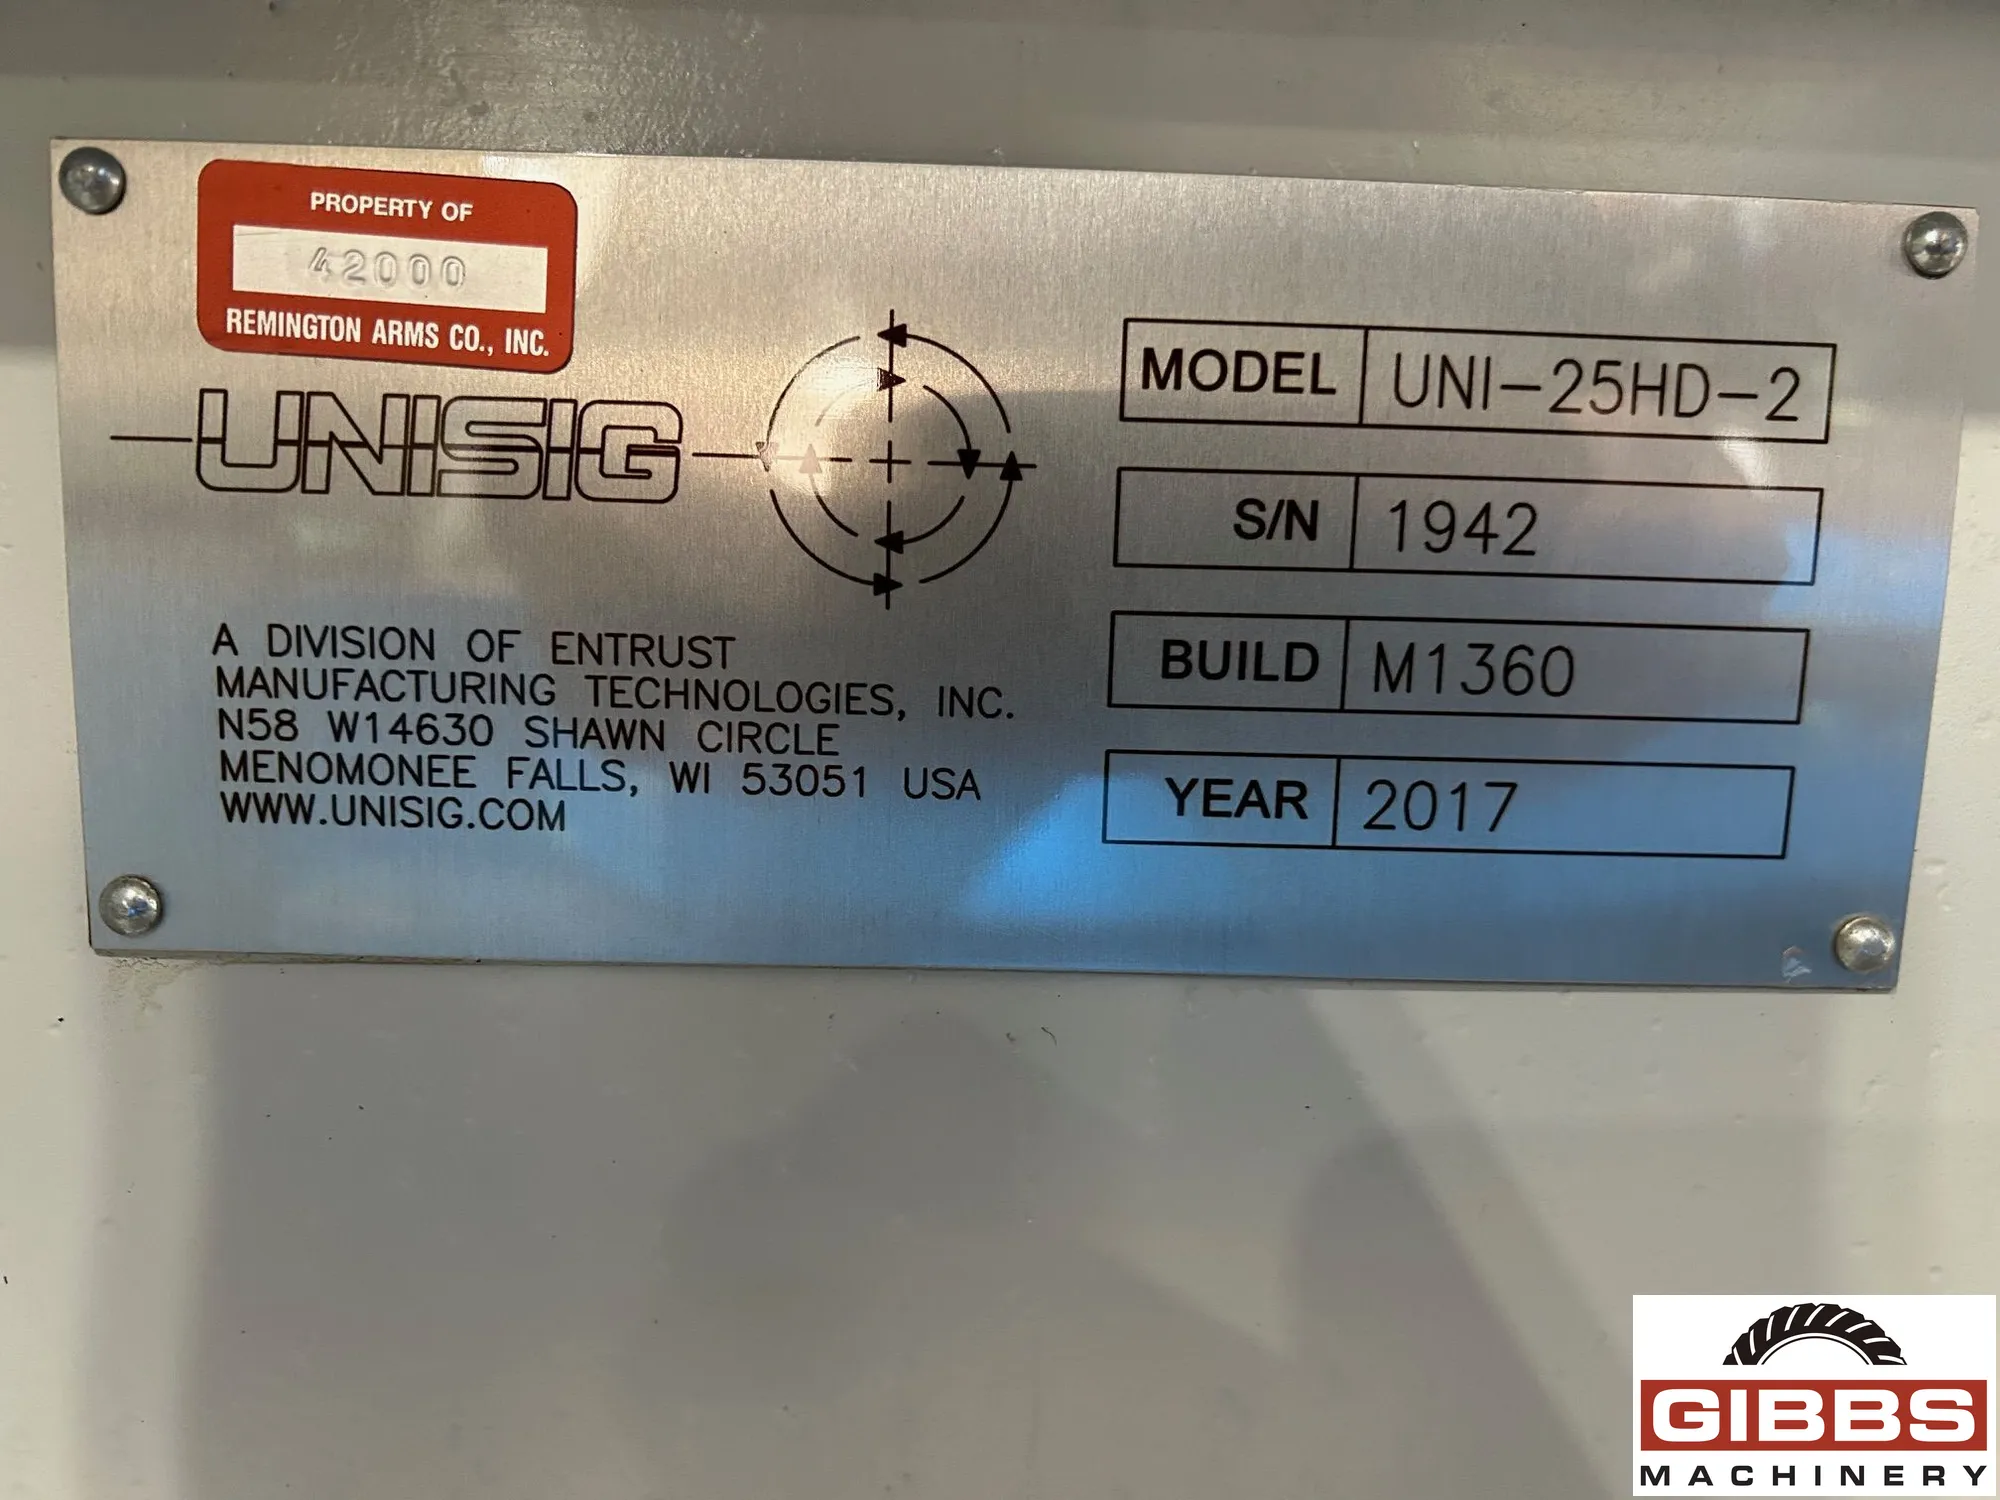 PROPERTY OF
42000
REMINGTON ARMS CO., INC.
UNISIG
A DIVISION OF ENTRUST
MANUFACTURING TECHNOLOGIES, INC.
N58 W14630 SHAWN CIRCLE
MENOMONEE FALLS, WI 53051 USA
WWW.UNISIG.COM
MODEL UNI-25HD-2
S/N 1942
BUILD M1360
YEAR 2017
GIBBS
MACHINERY